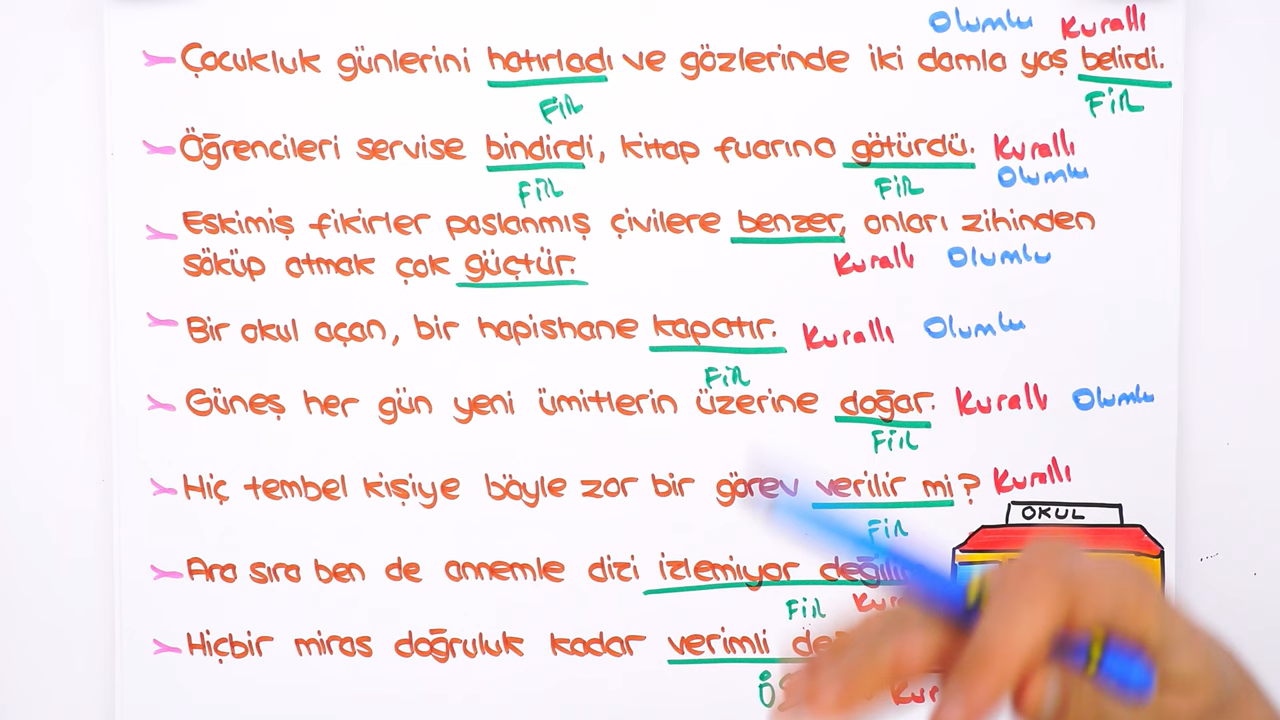 Olumlu Kurallı
Çocukluk günlerini hatırladı ve gözlerinde iki damla yaş belirdi.
FiiL FiiL
Öğrencileri servise bindirdi, kitap fuarına götürdü. Kurallı
Olumlu
FiiL FiiL
Eskimiş fikirler paslanmış çivilere benzer, onları zihinden
söküp atmak çok güçtür. Kurallı Olumlu
Bir okul açan, bir hapishane kapatır. Kurallı Olumlu
FiiL
Güneş her gün yeni ümitlerin üzerine doğar. Kurallı Olumlu
FiiL
Hiç tembel kişiye böyle zor bir görev verilir mi? Kurallı
FiiL
OKUL
Ara sıra ben de annemle dizi izlemiyor
FiiL
Hiçbir miras doğruluk kadar verimli